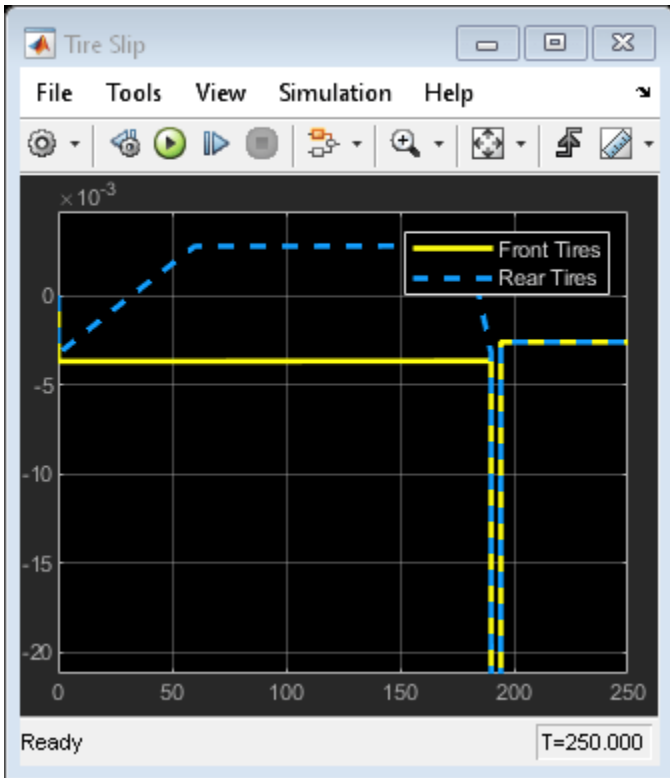 Tire Slip
File Tools View Simulation Help
×10-3
Front Tires
Rear Tires
0
-5
-10
-15
-20
0 50 100 150 200 250
Ready T=250.000